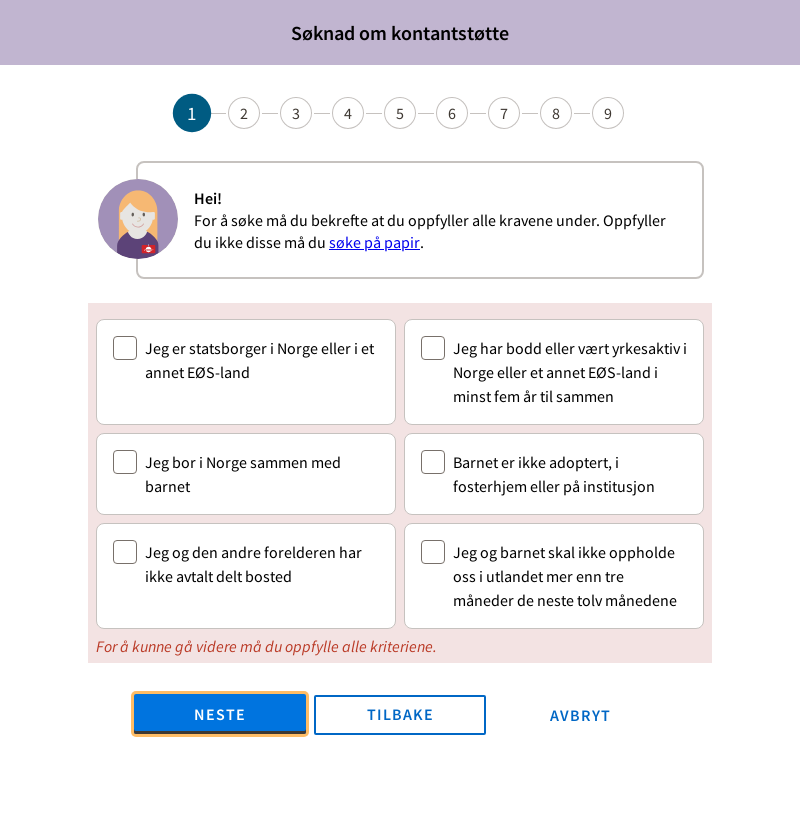 Søknad om kontantstøtte
1 2 3 4 5 6 7 8 9
Hei!
For å søke må du bekrefte at du oppfyller alle kravene under. Oppfyller
du ikke disse må du søke på papir.
Jeg er statsborger i Norge eller i et
annet EØS-land
Jeg har bodd eller vært yrkesaktiv i
Norge eller et annet EØS-land i
minst fem år til sammen
Jeg bor i Norge sammen med
barnet
Barnet er ikke adoptert, i
fosterhjem eller på institusjon
Jeg og den andre forelderen har
ikke avtalt delt bosted
Jeg og barnet skal ikke oppholde
oss i utlandet mer enn tre
måneder de neste tolv månedene
For å kunne gå videre må du oppfylle alle kriteriene.
NESTE
TILBAKE
AVBRYT